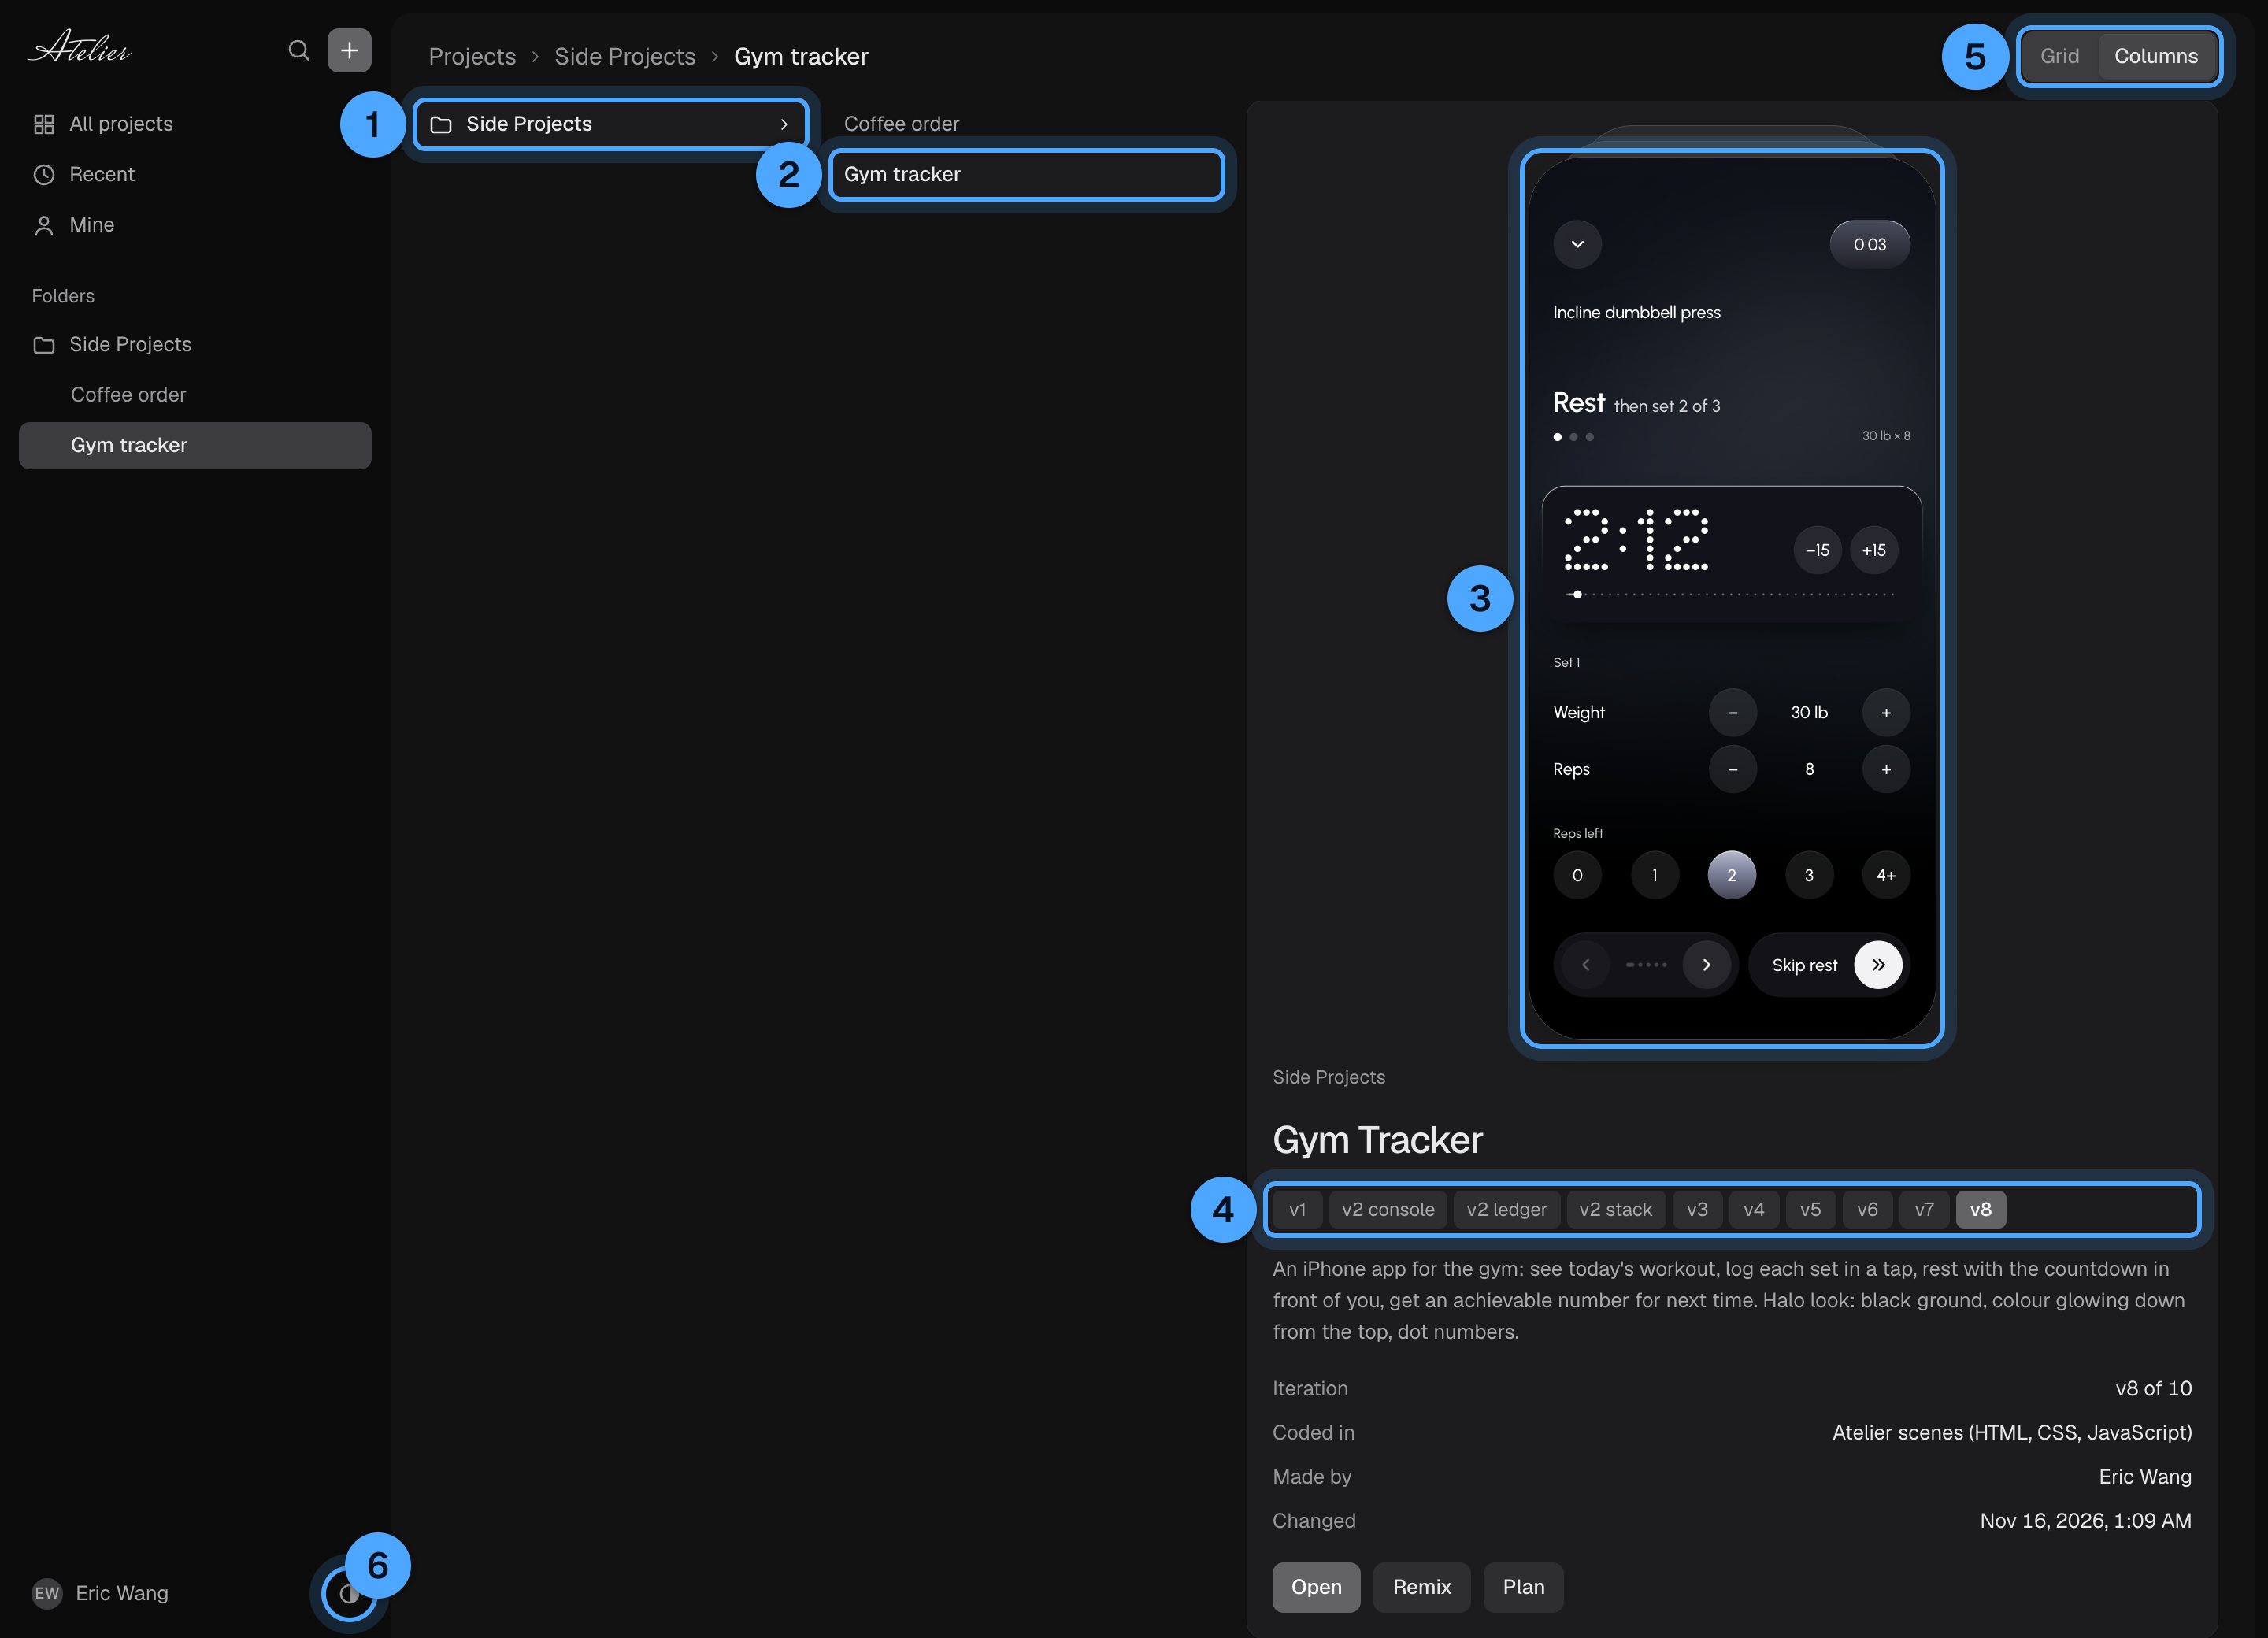 Atelier
All projects
Recent
Mine
Folders
Side Projects
Coffee order
Gym tracker
EW Eric Wang
6
Projects > Side Projects > Gym tracker
5
Grid Columns
1
Side Projects
2
Coffee order
Gym tracker
3
0:03
Incline dumbbell press
Rest then set 2 of 3
30 lb × 8
2:12
−15 +15
Set 1
Weight − 30 lb +
Reps − 8 +
Reps left
0 1 2 3 4+
Skip rest
Side Projects
Gym Tracker
4
v1 v2 console v2 ledger v2 stack v3 v4 v5 v6 v7 v8
An iPhone app for the gym: see today's workout, log each set in a tap, rest with the countdown in
front of you, get an achievable number for next time. Halo look: black ground, colour glowing down
from the top, dot numbers.
Iteration v8 of 10
Coded in Atelier scenes (HTML, CSS, JavaScript)
Made by Eric Wang
Changed Nov 16, 2026, 1:09 AM
Open Remix Plan